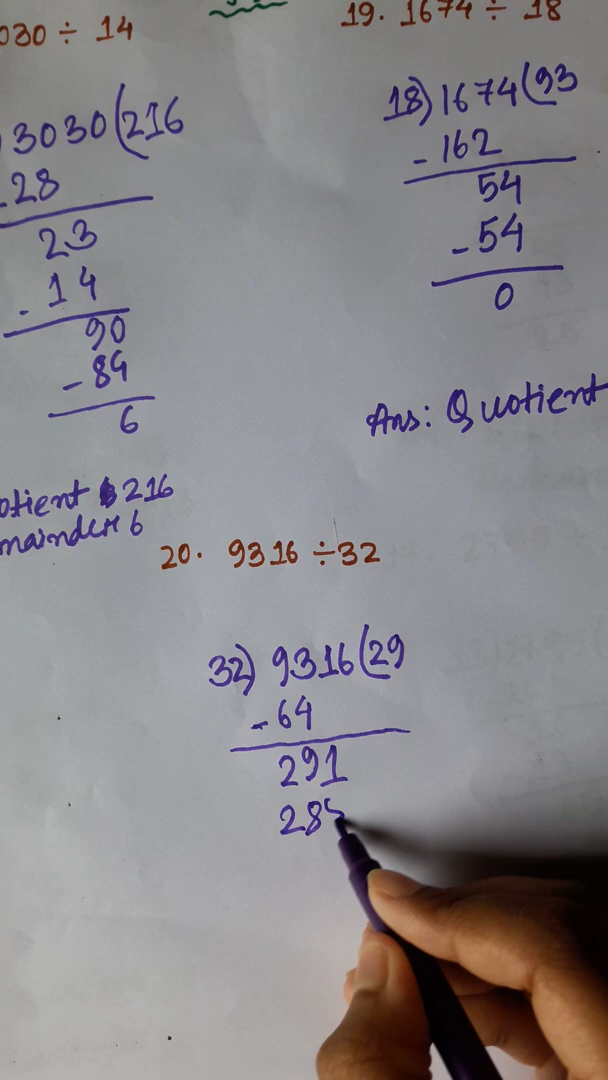 030 ÷ 14
3030(216
-28
23
-14
90
-84
6
otient 216
mainder 6
19. 1674 ÷ 18
18)1674(93
-162
54
-54
0
Ans: Quotient
20. 9316 ÷ 32
32)9316(29
-64
291
28